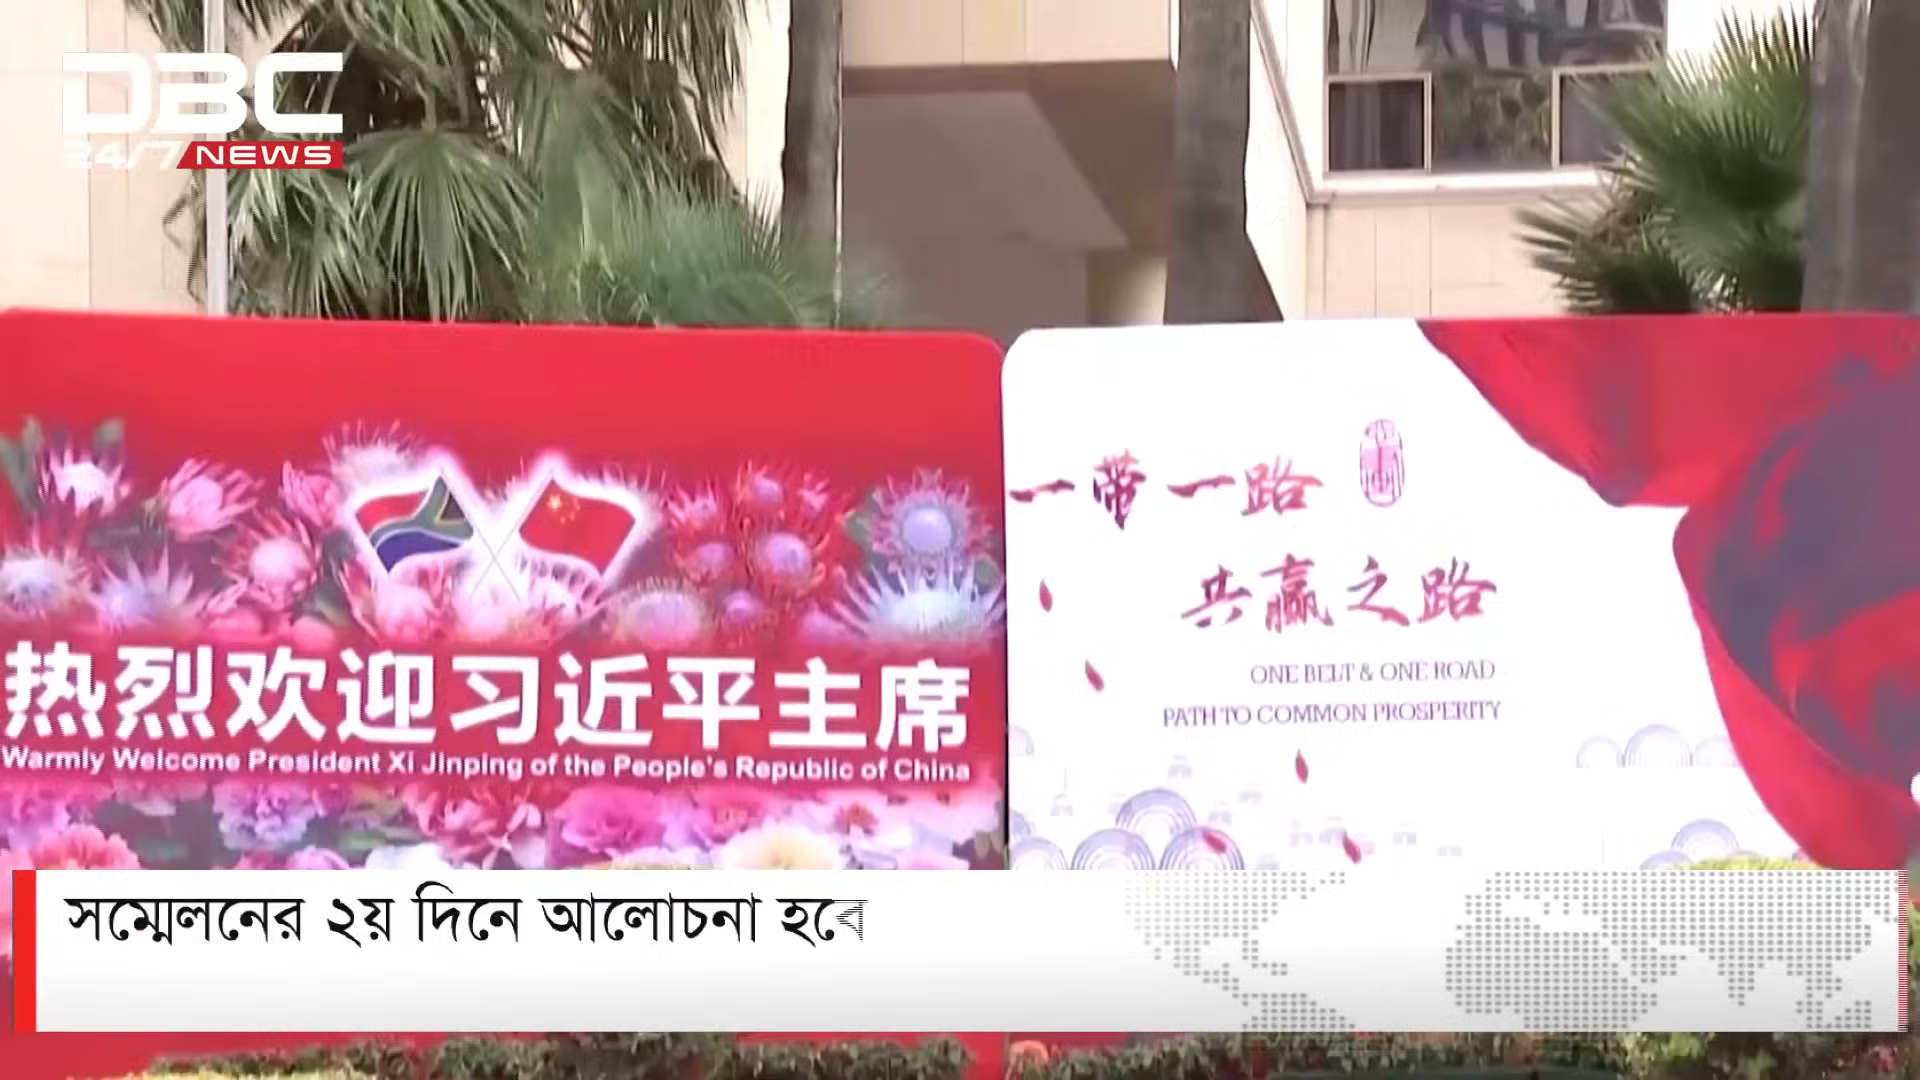 DBC
24/7 NEWS
热烈欢迎习近平主席
Warmly Welcome President Xi Jinping of the People's Republic of China
一带一路
共赢之路
ONE BELT & ONE ROAD
PATH TO COMMON PROSPERITY
সম্মেলনের ২য় দিনে আলোচনা হবে